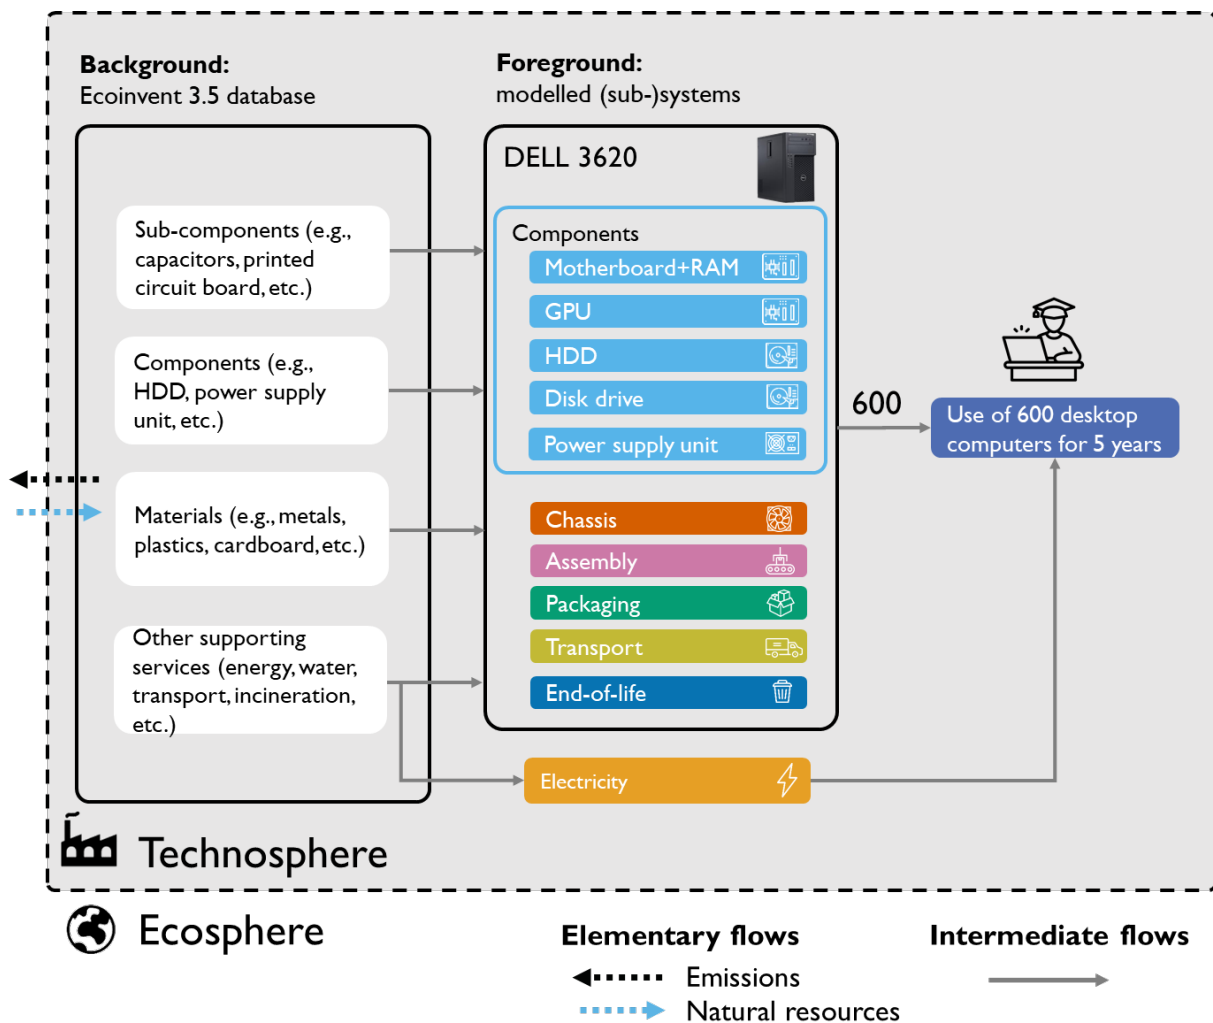 Background:
Ecoinvent 3.5 database
Foreground:
modelled (sub-)systems
Sub-components (e.g.,
capacitors, printed
circuit board, etc.)
Components (e.g.,
HDD, power supply
unit, etc.)
Materials (e.g., metals,
plastics, cardboard, etc.)
Other supporting
services (energy, water,
transport, incineration,
etc.)
DELL 3620
Components
Motherboard+RAM
GPU
HDD
Disk drive
Power supply unit
Chassis
Assembly
Packaging
Transport
End-of-life
Electricity
600
Use of 600 desktop
computers for 5 years
Technosphere
Ecosphere
Elementary flows
Emissions
Natural resources
Intermediate flows